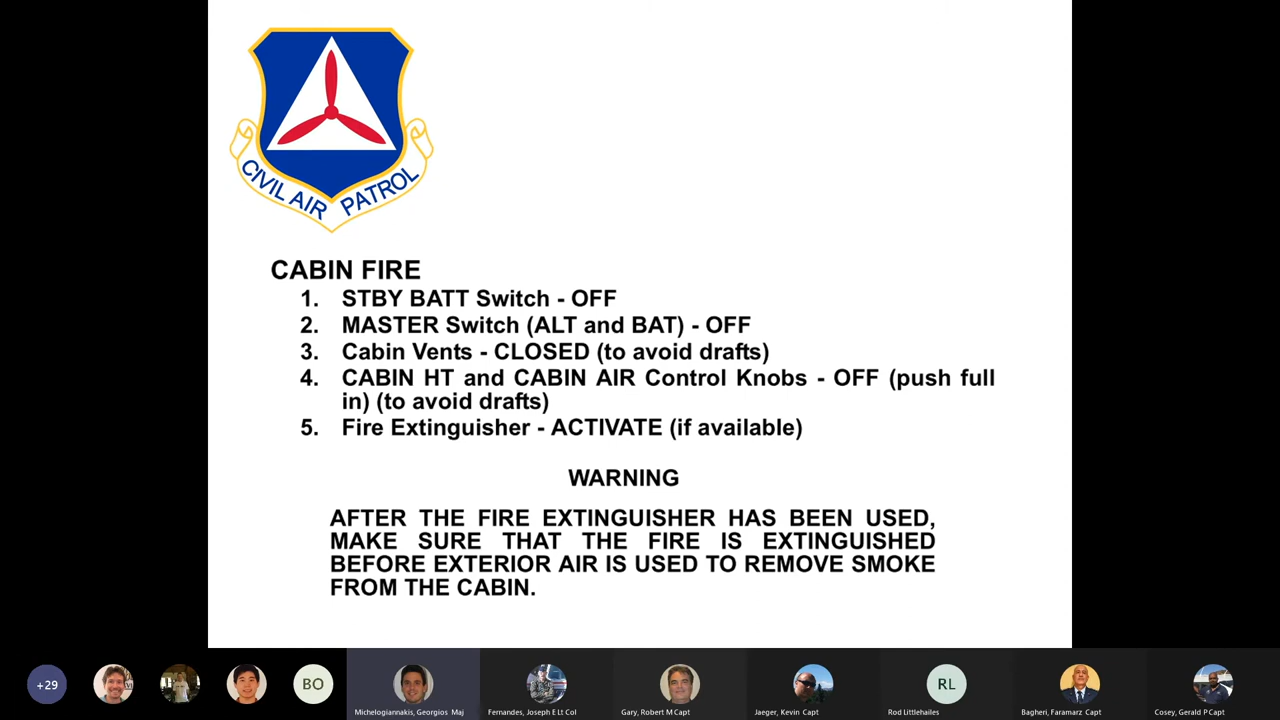 CIVIL AIR PATROL
CABIN FIRE
1. STBY BATT Switch - OFF
2. MASTER Switch (ALT and BAT) - OFF
3. Cabin Vents - CLOSED (to avoid drafts)
4. CABIN HT and CABIN AIR Control Knobs - OFF (push full
in) (to avoid drafts)
5. Fire Extinguisher - ACTIVATE (if available)
WARNING
AFTER THE FIRE EXTINGUISHER HAS BEEN USED,
MAKE SURE THAT THE FIRE IS EXTINGUISHED
BEFORE EXTERIOR AIR IS USED TO REMOVE SMOKE
FROM THE CABIN.
+29
BO
RL
Michelogiannakis, Georgios Maj
Fernandes, Joseph E Lt Col
Gary, Robert M Capt
Jaeger, Kevin Capt
Rod Littlehailes
Bagheri, Faramarz Capt
Cosey, Gerald P Capt